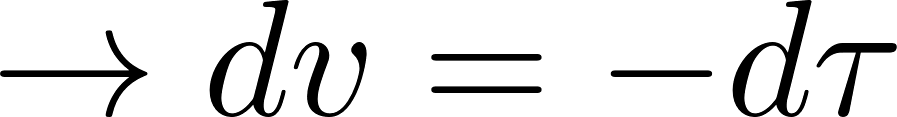 → dv = −dτ